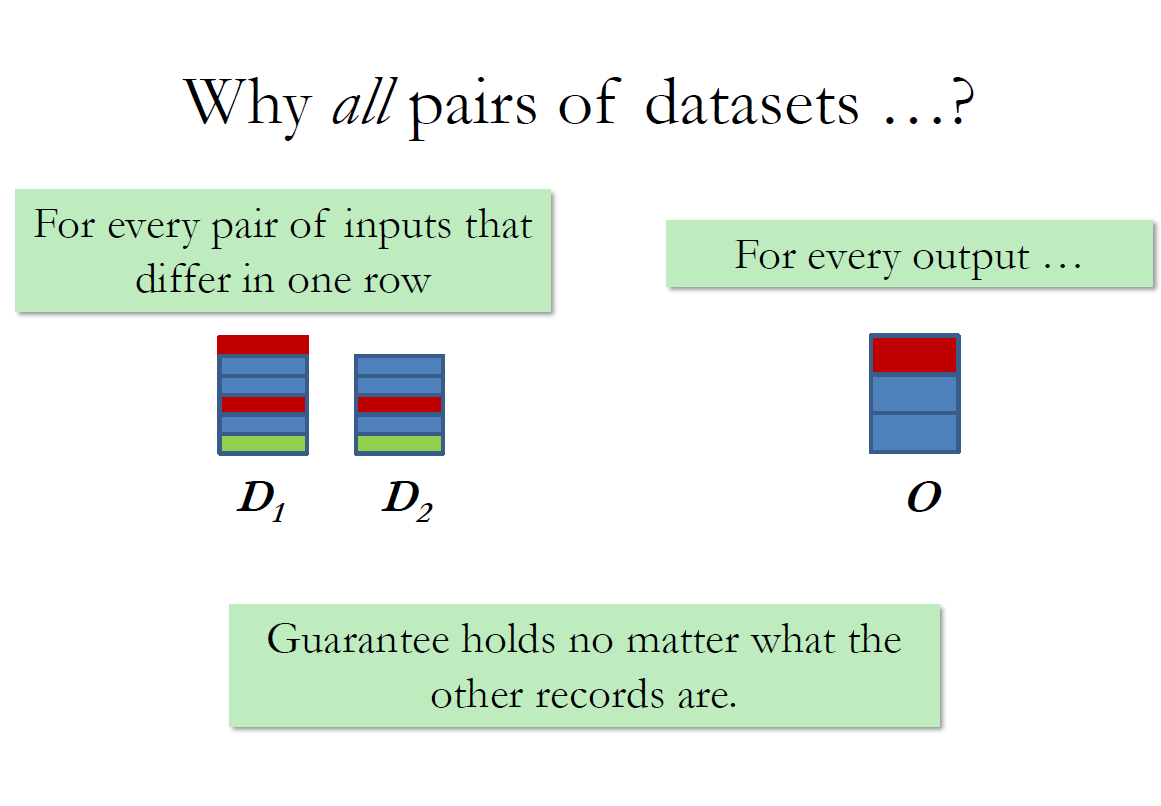 Why all pairs of datasets …?
For every pair of inputs that
differ in one row
For every output …
D1
D2
O
Guarantee holds no matter what the
other records are.